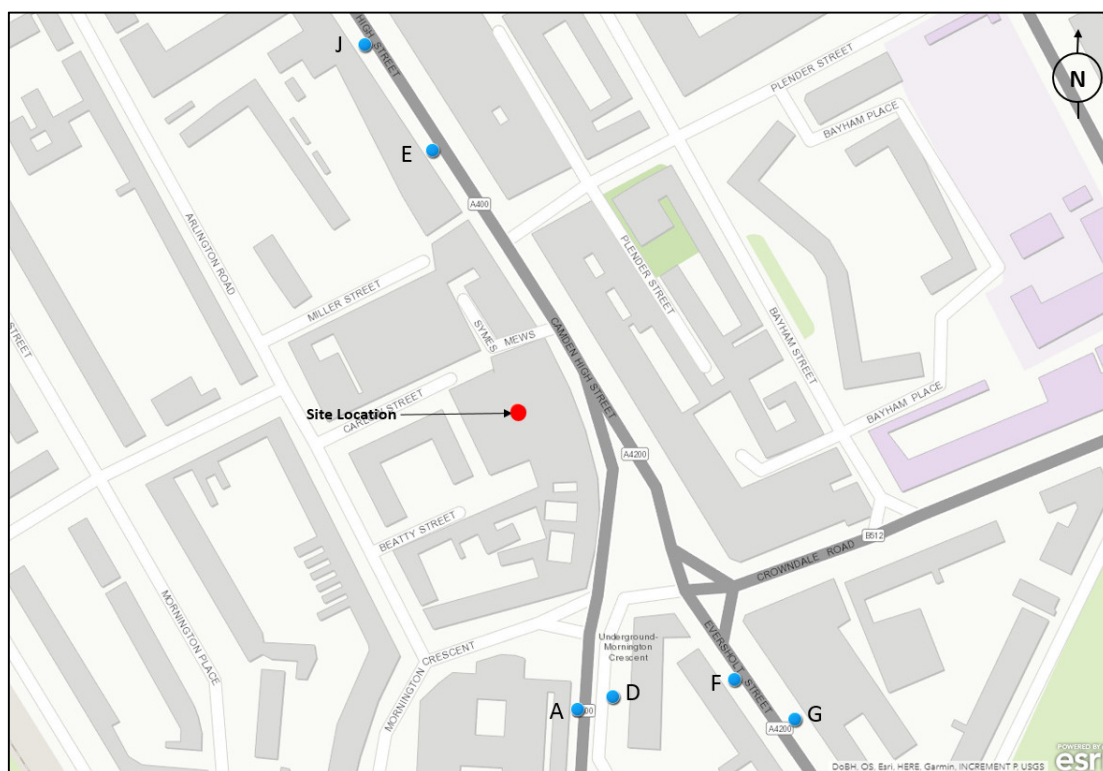 HIGH STREET
J
PLENDER STREET
N
BAYHAM PLACE
E
A400
ARLINGTON ROAD
PLENDER STREET
MILLER STREET
SYMES
MEWS
CAMDEN HIGH STREET
BAYHAM STREET
STREET
Site Location
STREET
BAYHAM PLACE
A4200
BEATTY STREET
B512
CROWNDALE ROAD
MORNINGTON PLACE
Underground-
Mornington
Crescent
MORNINGTON CRESCENT
EVERSHOLT STREET
F
D
A
G
A4200
POWERED BY
esri
DoBH, OS, Esri, HERE, Garmin, INCREMENT P, USGS